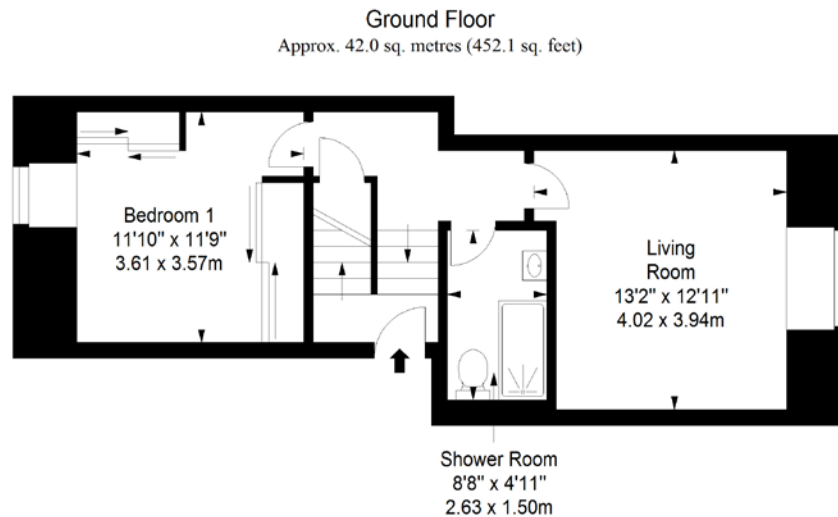 Ground Floor
Approx. 42.0 sq. metres (452.1 sq. feet)
Bedroom 1
11'10" x 11'9"
3.61 x 3.57m
Living
Room
13'2" x 12'11"
4.02 x 3.94m
Shower Room
8'8" x 4'11"
2.63 x 1.50m